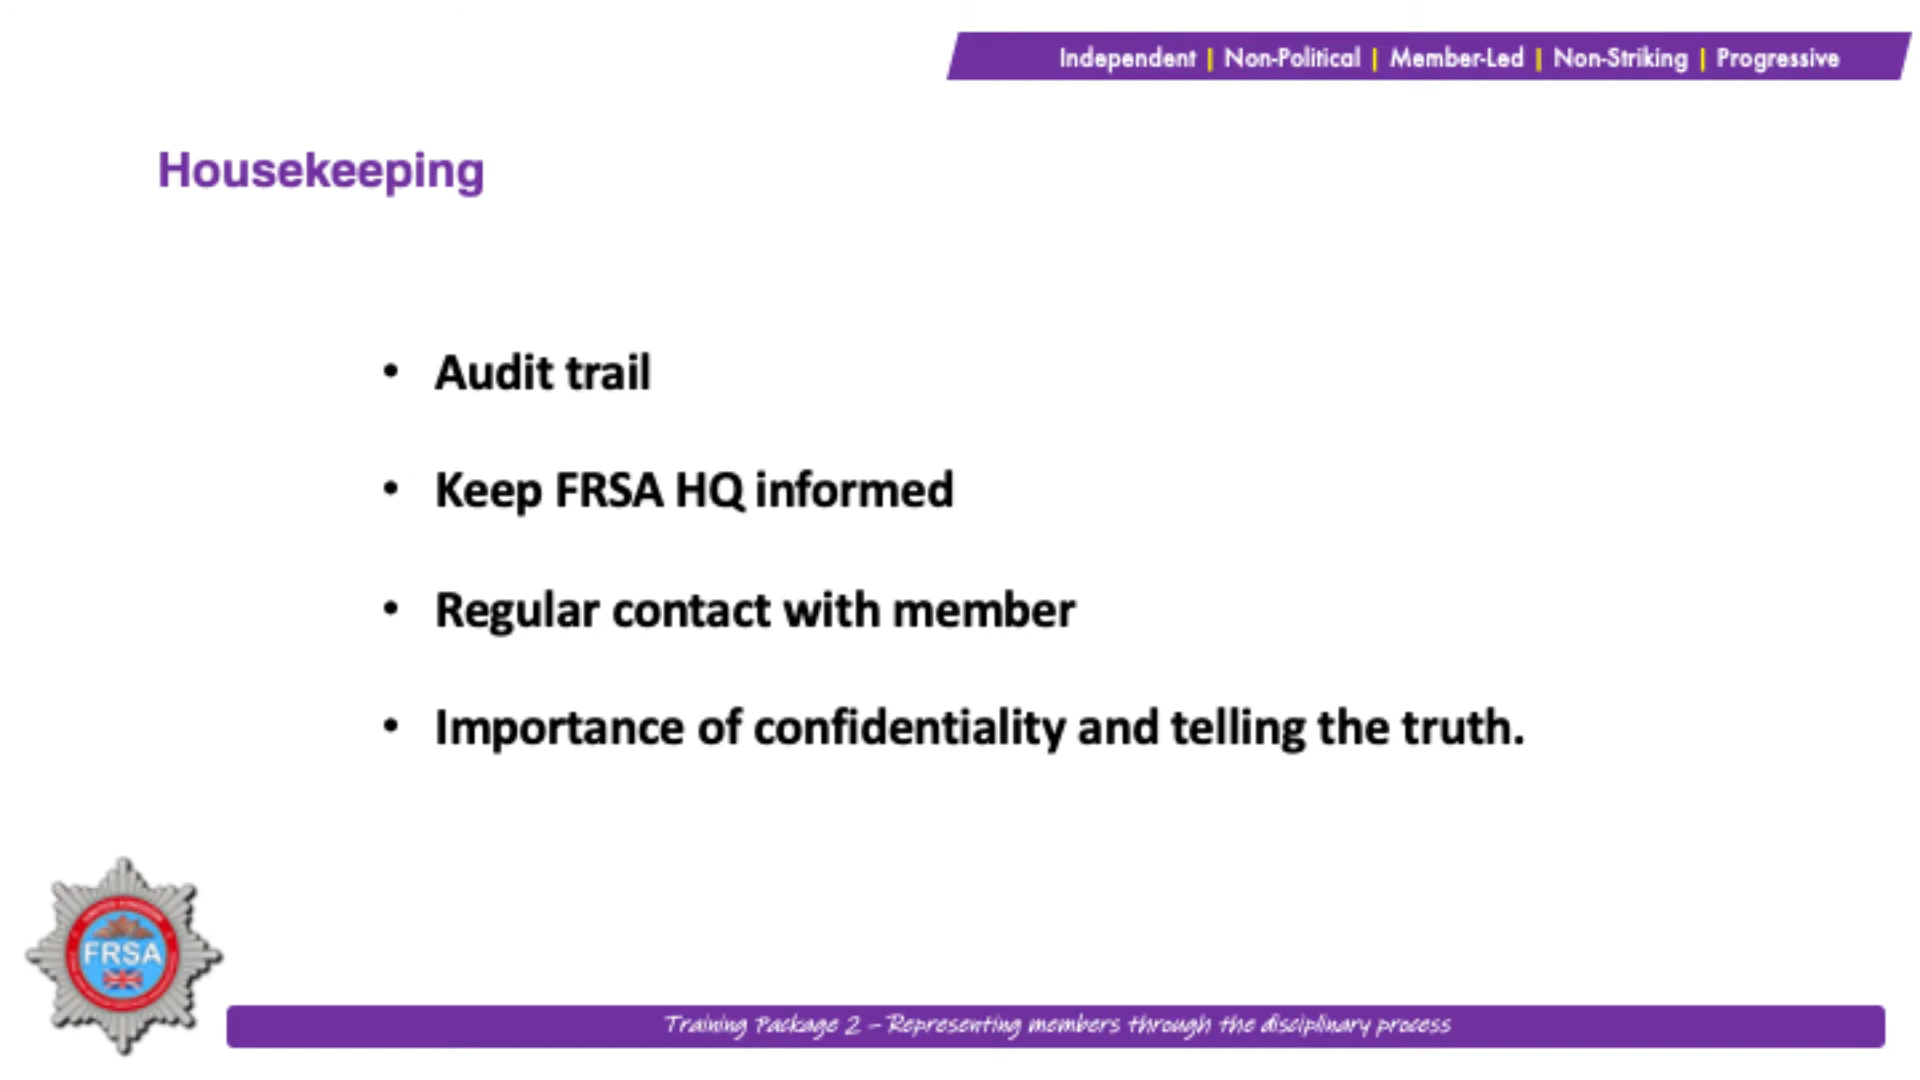 Independent | Non-Political | Member-Led | Non-Striking | Progressive
Housekeeping
• Audit trail
• Keep FRSA HQ informed
• Regular contact with member
• Importance of confidentiality and telling the truth.
FRSA
Training Package 2 – Representing members through the disciplinary process